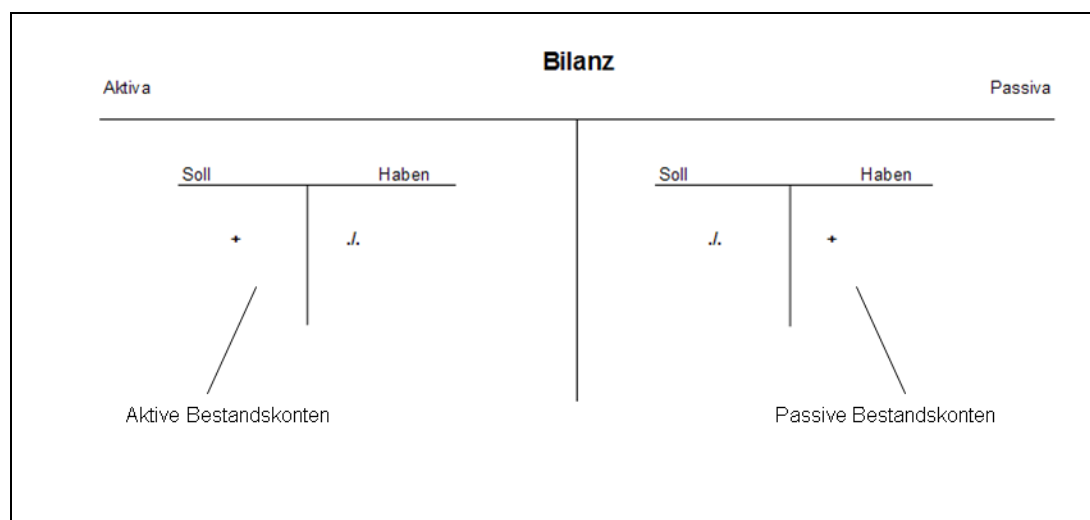 Bilanz
Aktiva Passiva
Soll Haben Soll Haben
+ ./. ./. +
Aktive Bestandskonten Passive Bestandskonten